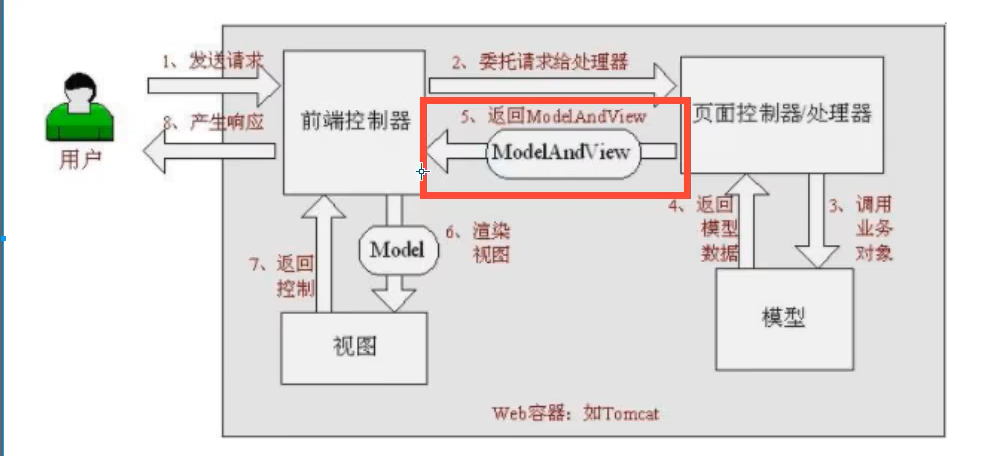 1、发送请求
2、委托请求给处理器
前端控制器
页面控制器/处理器
5、返回ModelAndView
ModelAndView
8、产生响应
用户
4、返回
模型
数据
3、调用
业务
对象
6、渲染
视图
Model
7、返回
控制
视图
模型
Web容器：如Tomcat